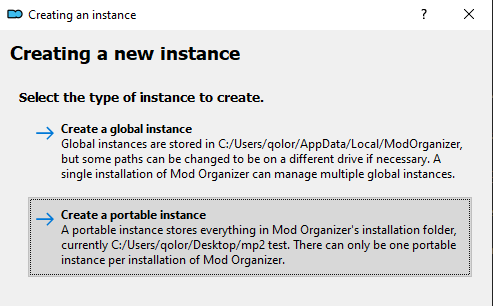 Creating an instance
Creating a new instance
Select the type of instance to create.
Create a global instance
Global instances are stored in C:/Users/qolor/AppData/Local/ModOrganizer,
but some paths can be changed to be on a different drive if necessary. A
single installation of Mod Organizer can manage multiple global instances.
Create a portable instance
A portable instance stores everything in Mod Organizer's installation folder,
currently C:/Users/qolor/Desktop/mp2 test. There can only be one portable
instance per installation of Mod Organizer.